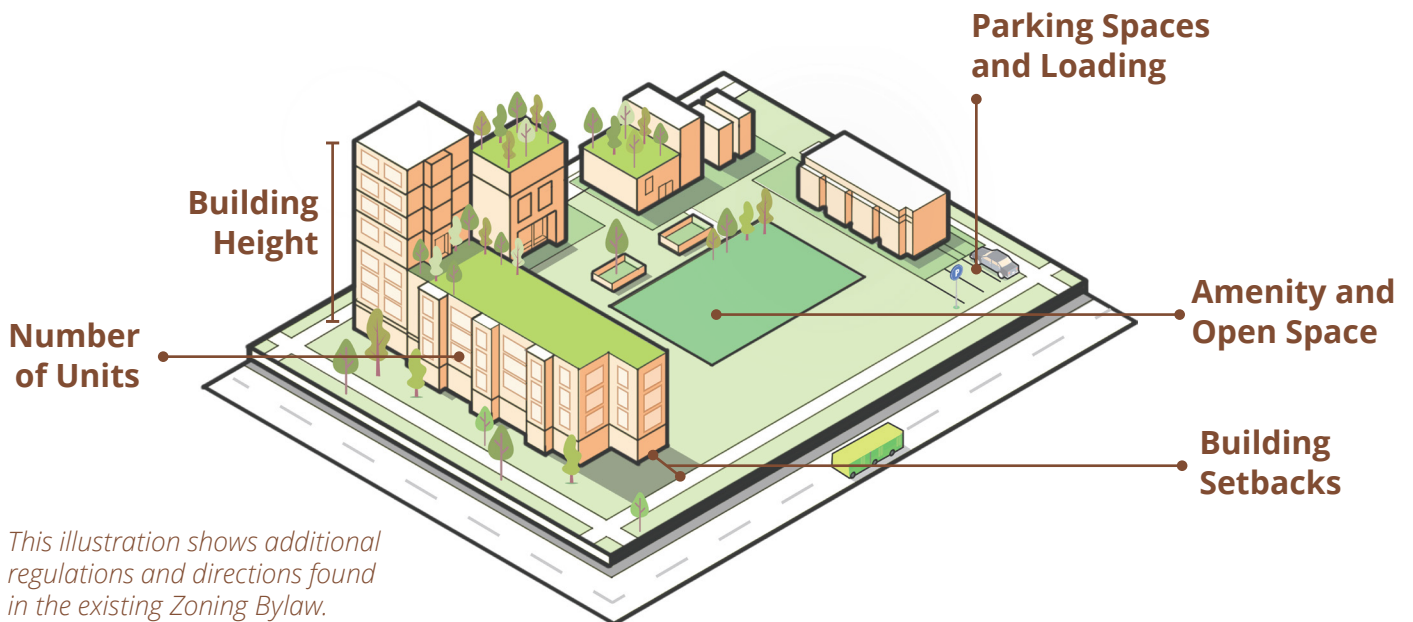 Parking Spaces
and Loading
Building
Height
Number
of Units
Amenity and
Open Space
Building
Setbacks
P
This illustration shows additional
regulations and directions found
in the existing Zoning Bylaw.